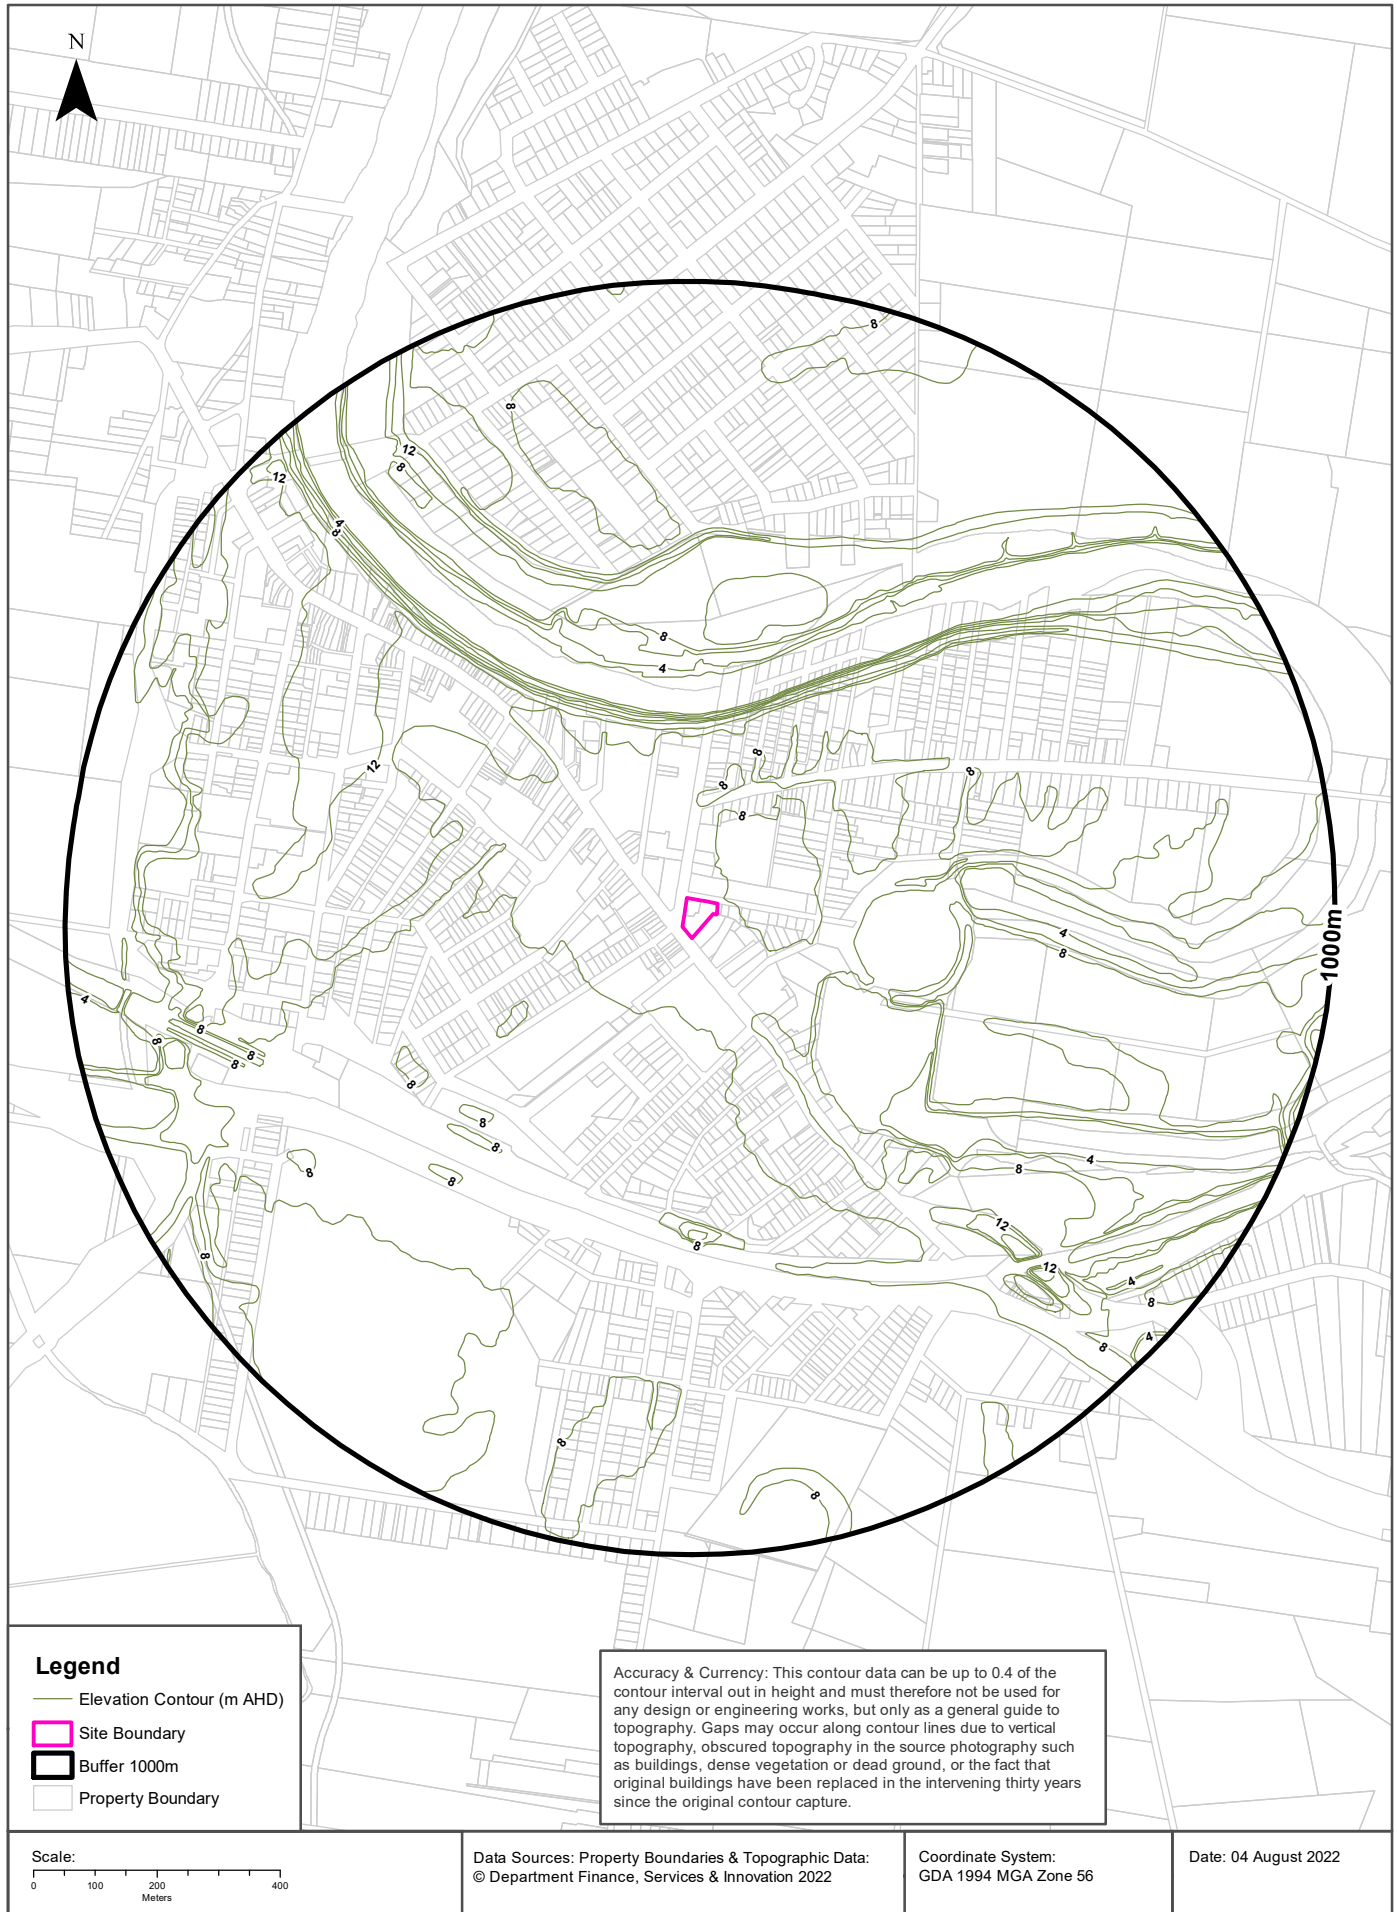 N
8
8
12
8
12
4
8
8
4
12
8
8
8
8
8
4
8
4
8
8
8
8
8
8
8
8
8
8
4
8
12
8
12
4
8
8
4
8
8
8
1000m
Legend
Elevation Contour (m AHD)
Site Boundary
Buffer 1000m
Property Boundary
Accuracy & Currency: This contour data can be up to 0.4 of the
contour interval out in height and must therefore not be used for
any design or engineering works, but only as a general guide to
topography. Gaps may occur along contour lines due to vertical
topography, obscured topography in the source photography such
as buildings, dense vegetation or dead ground, or the fact that
original buildings have been replaced in the intervening thirty years
since the original contour capture.
Scale:
0 100 200 400
Meters
Data Sources: Property Boundaries & Topographic Data:
© Department Finance, Services & Innovation 2022
Coordinate System:
GDA 1994 MGA Zone 56
Date: 04 August 2022